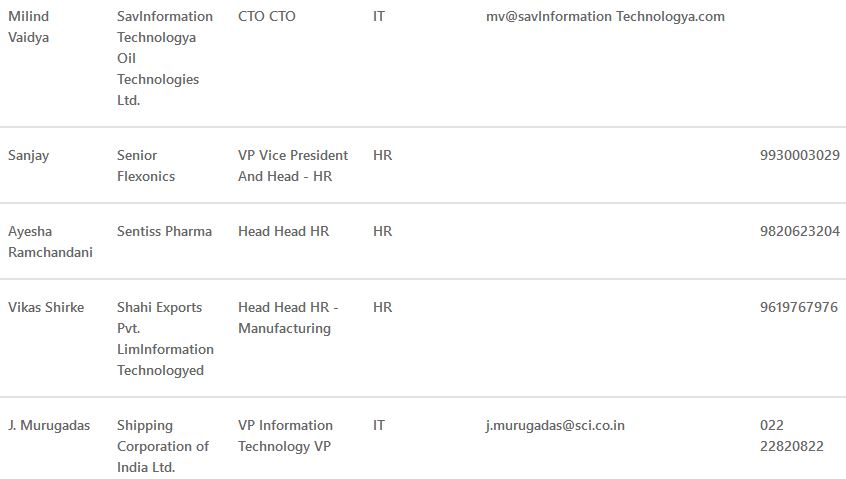 Milind Vaidya SavInformation Technologya Oil Technologies Ltd. CTO CTO IT mv@savInformation Technologya.com
Sanjay Senior Flexonics VP Vice President And Head - HR HR 9930003029
Ayesha Ramchandani Sentiss Pharma Head Head HR HR 9820623204
Vikas Shirke Shahi Exports Pvt. LimInformation Technologyed Head Head HR - Manufacturing HR 9619767976
J. Murugadas Shipping Corporation of India Ltd. VP Information Technology VP IT j.murugadas@sci.co.in 022 22820822